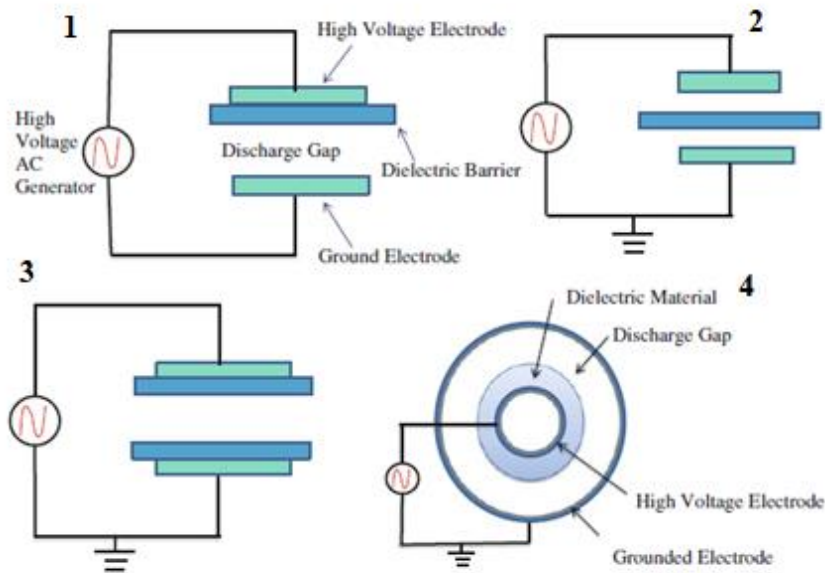 1
High Voltage Electrode
High
Voltage
AC
Generator
Discharge Gap
Dielectric Barrier
Ground Electrode
2
3
4
Dielectric Material
Discharge Gap
High Voltage Electrode
Grounded Electrode